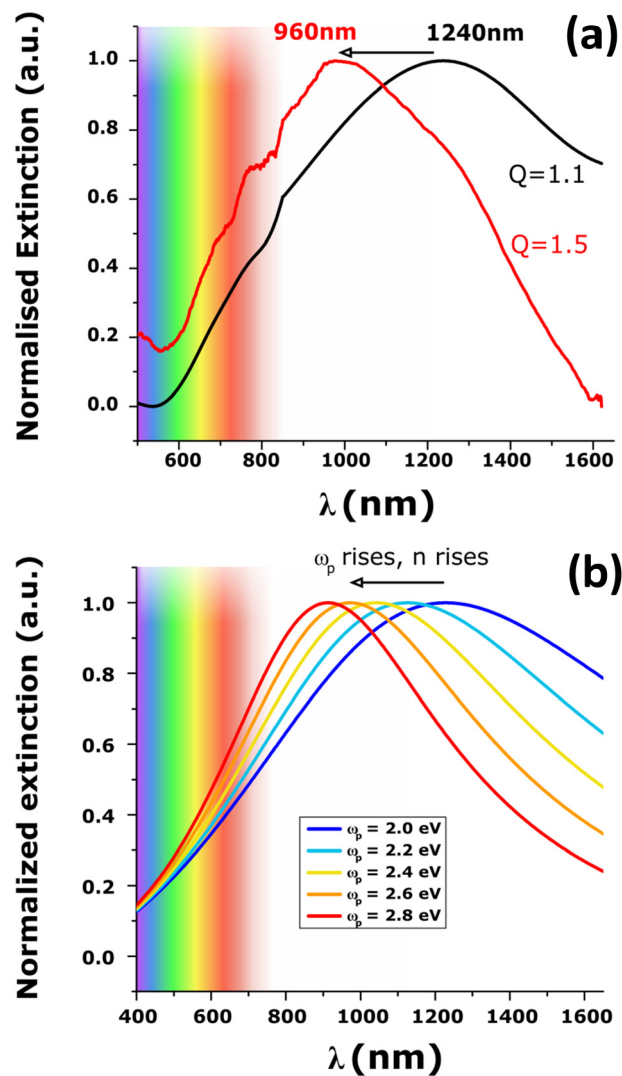 960nm 1240nm (a)
Normalised Extinction (a.u.)
1.0
0.8
0.6
0.4
0.2
0.0
Q=1.1
Q=1.5
600 800 1000 1200 1400 1600
λ (nm)
ωp rises, n rises (b)
Normalized extinction (a.u.)
1.0
0.8
0.6
0.4
0.2
0.0
ωp = 2.0 eV
ωp = 2.2 eV
ωp = 2.4 eV
ωp = 2.6 eV
ωp = 2.8 eV
400 600 800 1000 1200 1400 1600
λ (nm)